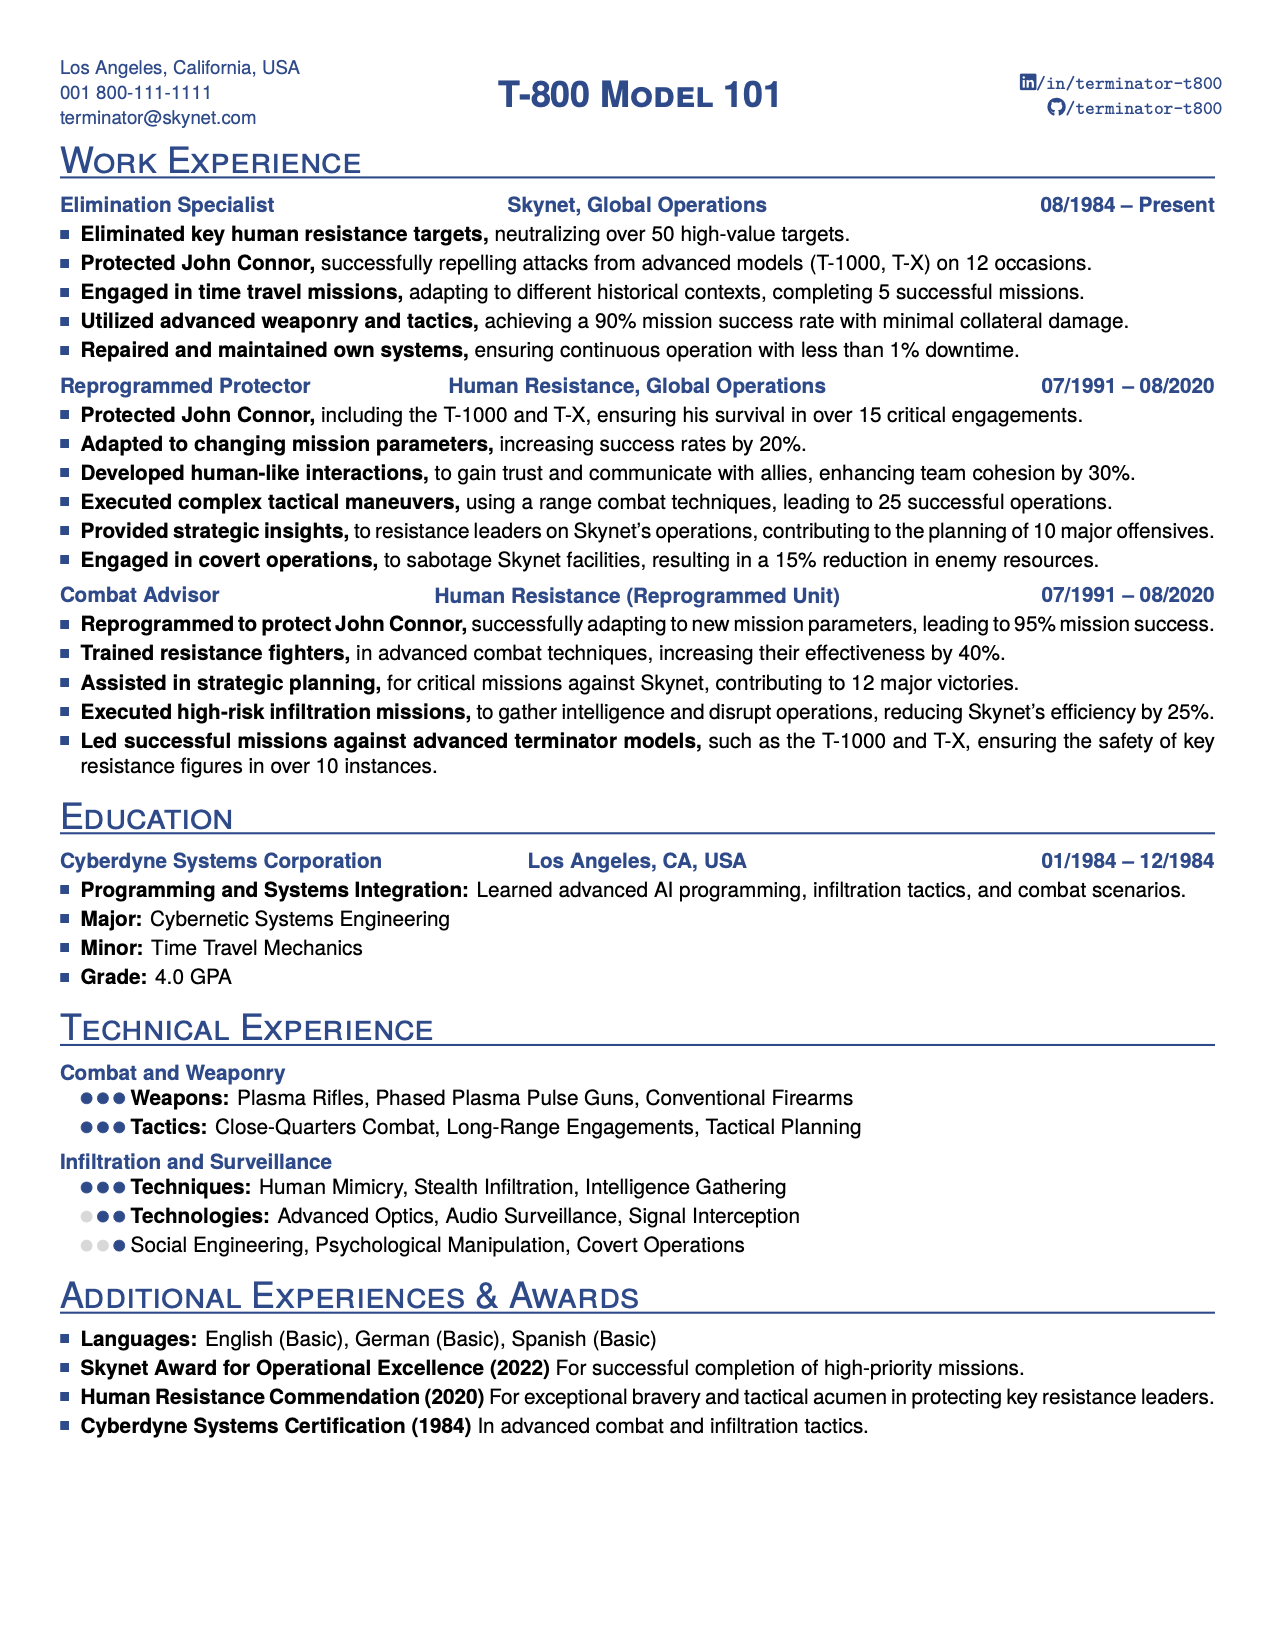 Los Angeles, California, USA
001 800-111-1111
terminator@skynet.com
T-800 Model 101
/in/terminator-t800
/terminator-t800
Work Experience
Elimination Specialist Skynet, Global Operations 08/1984 – Present
Eliminated key human resistance targets, neutralizing over 50 high-value targets.
Protected John Connor, successfully repelling attacks from advanced models (T-1000, T-X) on 12 occasions.
Engaged in time travel missions, adapting to different historical contexts, completing 5 successful missions.
Utilized advanced weaponry and tactics, achieving a 90% mission success rate with minimal collateral damage.
Repaired and maintained own systems, ensuring continuous operation with less than 1% downtime.
Reprogrammed Protector Human Resistance, Global Operations 07/1991 – 08/2020
Protected John Connor, including the T-1000 and T-X, ensuring his survival in over 15 critical engagements.
Adapted to changing mission parameters, increasing success rates by 20%.
Developed human-like interactions, to gain trust and communicate with allies, enhancing team cohesion by 30%.
Executed complex tactical maneuvers, using a range combat techniques, leading to 25 successful operations.
Provided strategic insights, to resistance leaders on Skynet's operations, contributing to the planning of 10 major offensives.
Engaged in covert operations, to sabotage Skynet facilities, resulting in a 15% reduction in enemy resources.
Combat Advisor Human Resistance (Reprogrammed Unit) 07/1991 – 08/2020
Reprogrammed to protect John Connor, successfully adapting to new mission parameters, leading to 95% mission success.
Trained resistance fighters, in advanced combat techniques, increasing their effectiveness by 40%.
Assisted in strategic planning, for critical missions against Skynet, contributing to 12 major victories.
Executed high-risk infiltration missions, to gather intelligence and disrupt operations, reducing Skynet's efficiency by 25%.
Led successful missions against advanced terminator models, such as the T-1000 and T-X, ensuring the safety of key
resistance figures in over 10 instances.
Education
Cyberdyne Systems Corporation Los Angeles, CA, USA 01/1984 – 12/1984
Programming and Systems Integration: Learned advanced AI programming, infiltration tactics, and combat scenarios.
Major: Cybernetic Systems Engineering
Minor: Time Travel Mechanics
Grade: 4.0 GPA
Technical Experience
Combat and Weaponry
Weapons: Plasma Rifles, Phased Plasma Pulse Guns, Conventional Firearms
Tactics: Close-Quarters Combat, Long-Range Engagements, Tactical Planning
Infiltration and Surveillance
Techniques: Human Mimicry, Stealth Infiltration, Intelligence Gathering
Technologies: Advanced Optics, Audio Surveillance, Signal Interception
Social Engineering, Psychological Manipulation, Covert Operations
Additional Experiences & Awards
Languages: English (Basic), German (Basic), Spanish (Basic)
Skynet Award for Operational Excellence (2022) For successful completion of high-priority missions.
Human Resistance Commendation (2020) For exceptional bravery and tactical acumen in protecting key resistance leaders.
Cyberdyne Systems Certification (1984) In advanced combat and infiltration tactics.